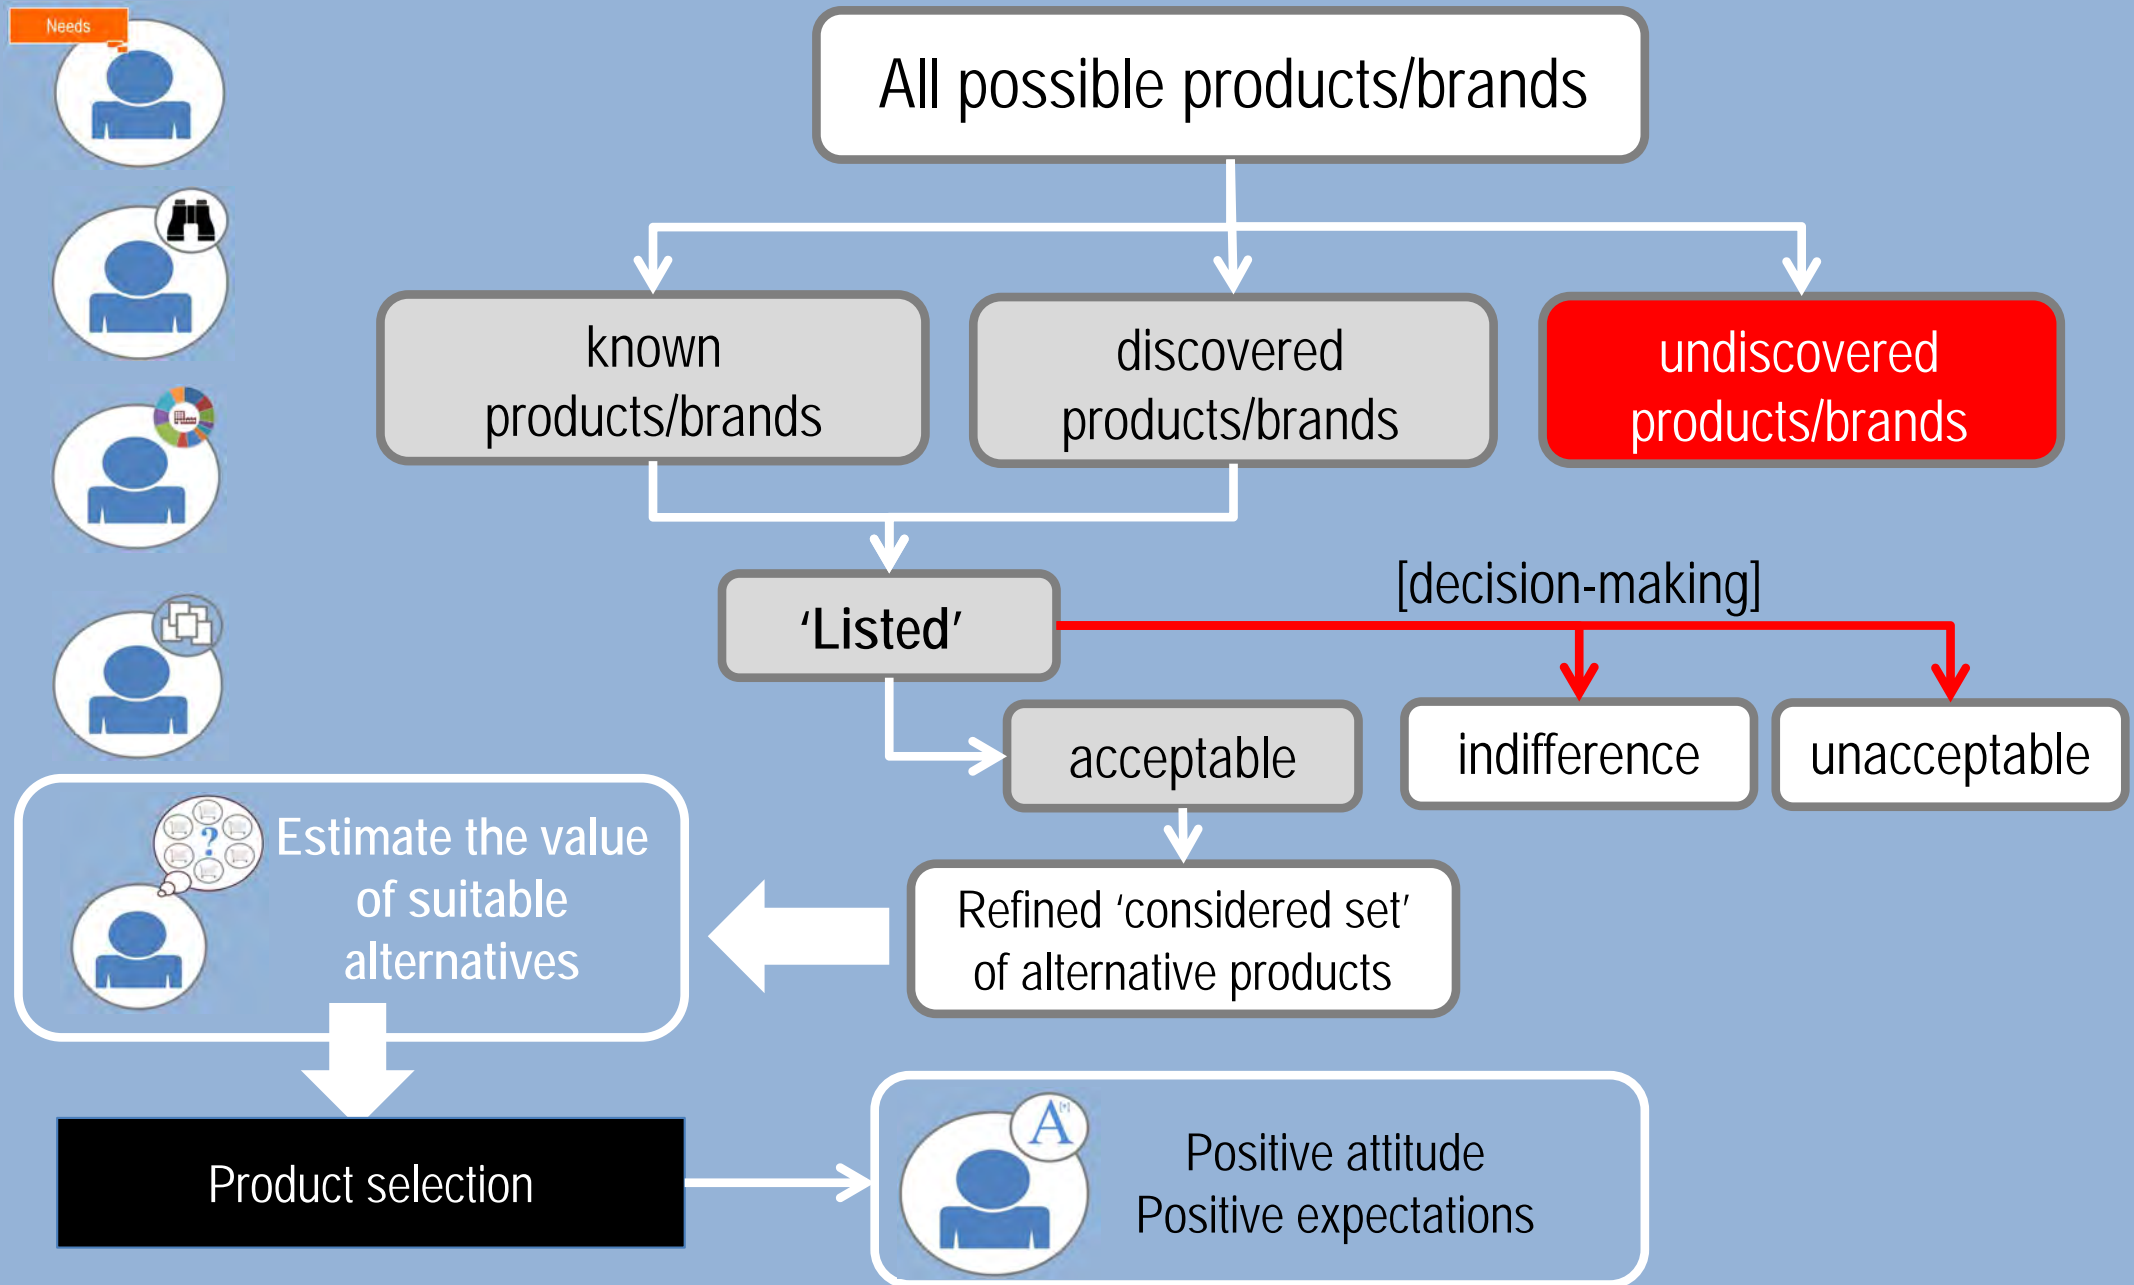 Needs
All possible products/brands
known
products/brands
discovered
products/brands
undiscovered
products/brands
‘Listed’
[decision-making]
acceptable
indifference
unacceptable
Refined ‘considered set’
of alternative products
?
Estimate the value
of suitable
alternatives
Product selection
A
Positive attitude
Positive expectations